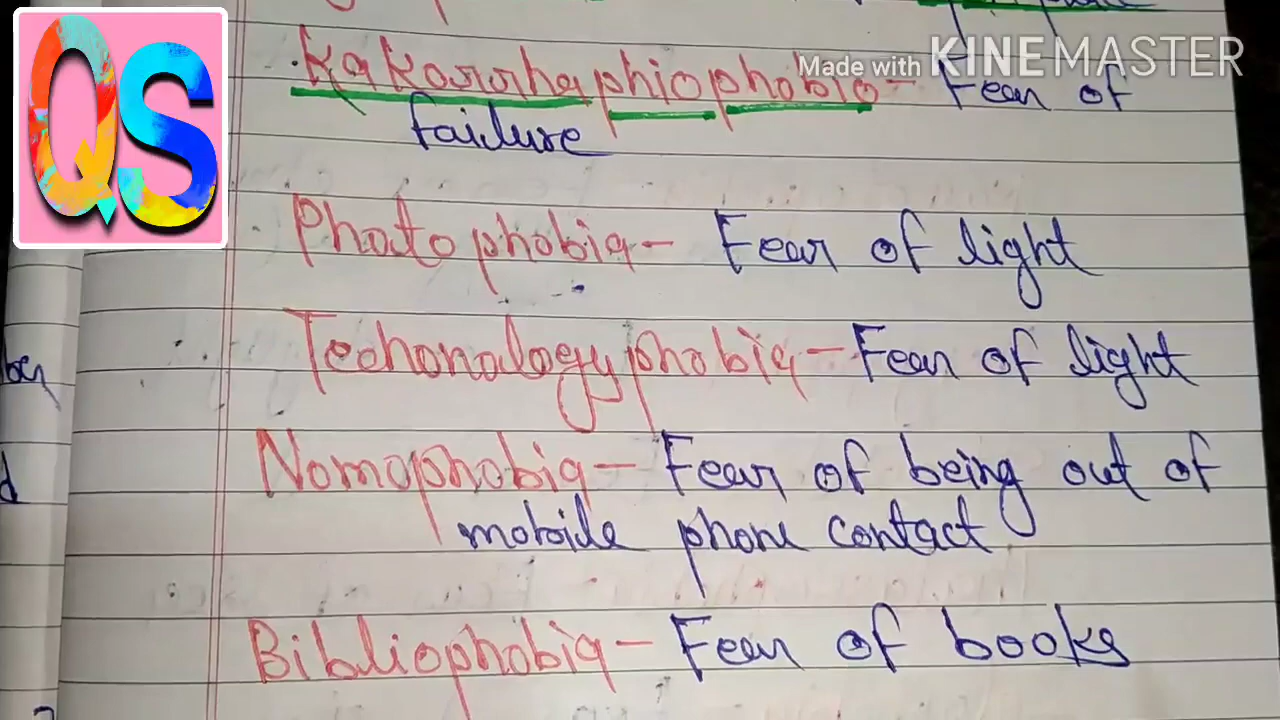 QS
Made with KINEMASTER
Kakororhaphiophobia- Fear of
failure
Photophobia- Fear of light
Techonalogyphobia- Fear of light
Nomophobia- Fear of being out of
mobile phone contact
Bibliophobia- Fear of books